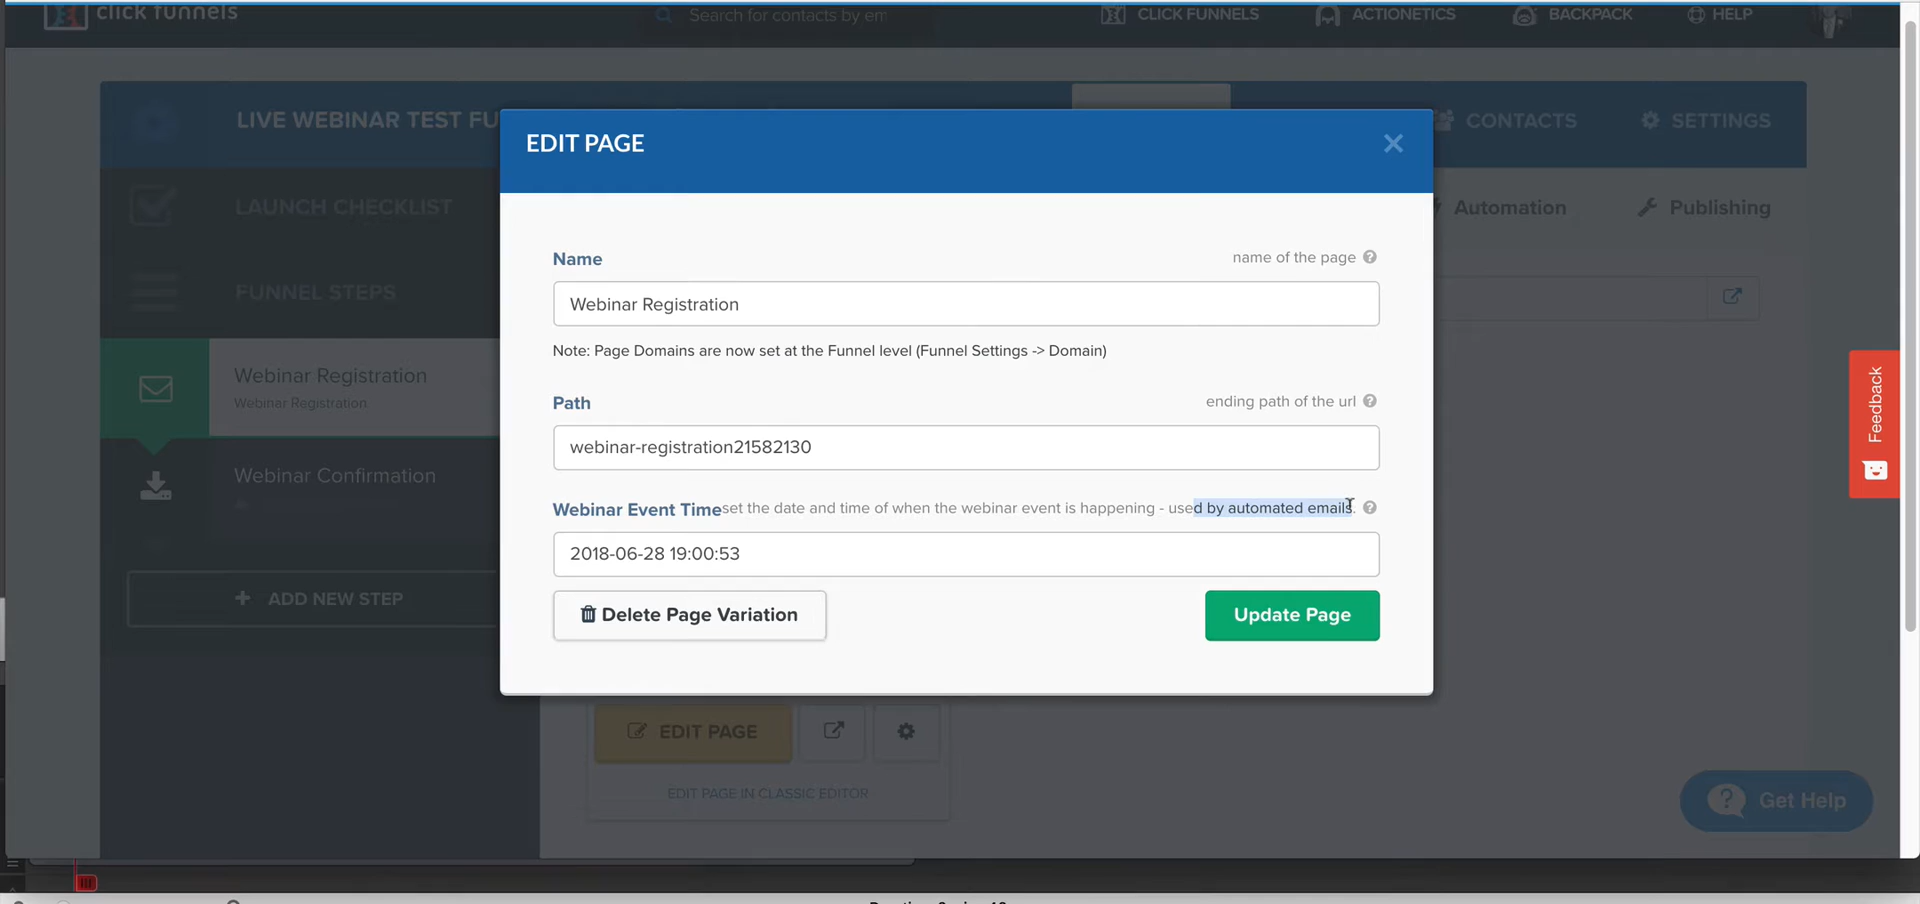 click funnels
Search for contacts by em
CLICK FUNNELS
ACTIONETICS
BACKPACK
HELP
LIVE WEBINAR TEST FU
CONTACTS
SETTINGS
EDIT PAGE
LAUNCH CHECKLIST
Automation
Publishing
Name
name of the page
Webinar Registration
FUNNEL STEPS
Note: Page Domains are now set at the Funnel level (Funnel Settings -> Domain)
Webinar Registration
Webinar Registration
Path
ending path of the url
webinar-registration21582130
Webinar Confirmation
Webinar Event Time
set the date and time of when the webinar event is happening - used by automated emails.
2018-06-28 19:00:53
+ ADD NEW STEP
Delete Page Variation
Update Page
EDIT PAGE
EDIT PAGE IN CLASSIC EDITOR
Feedback
Get Help